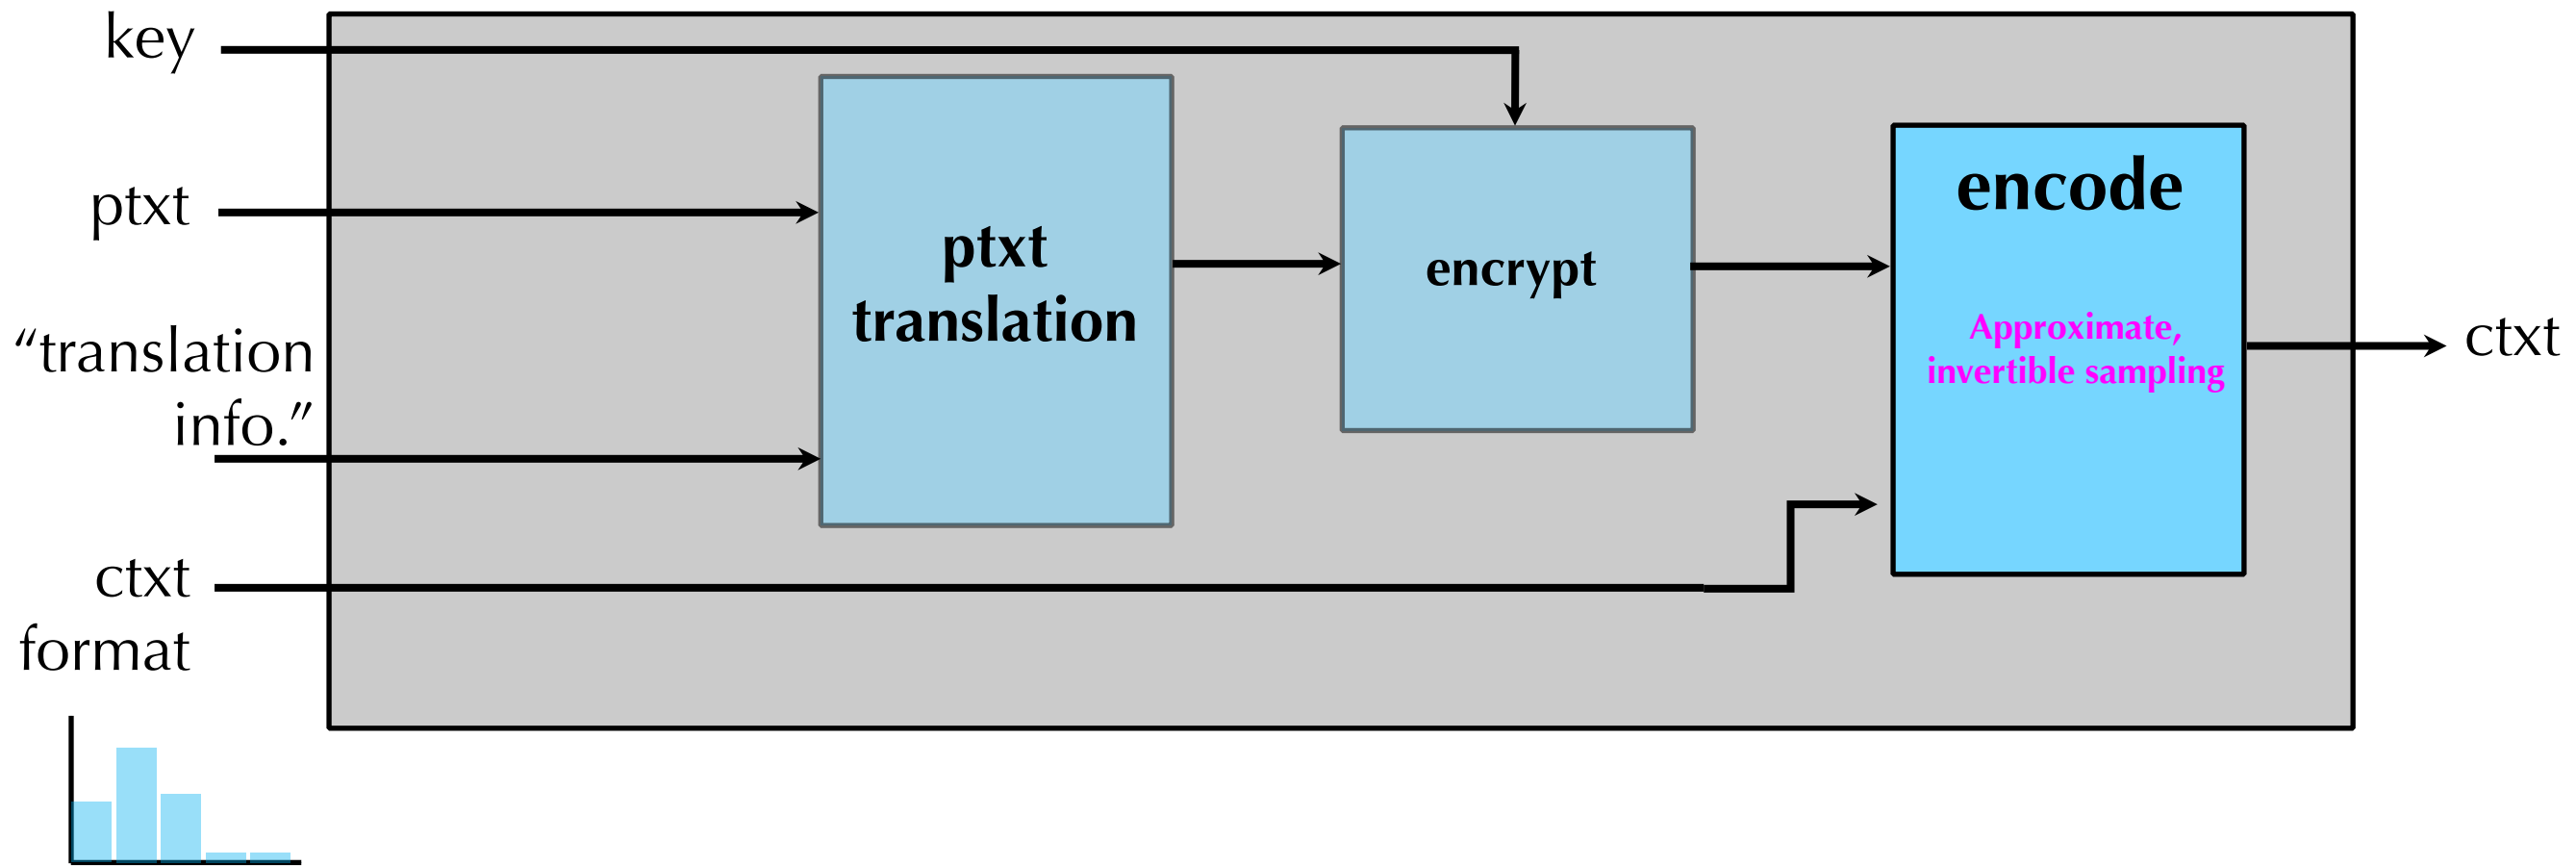 key
ptxt
“translation
info.”
ctxt
format
ptxt
translation
encrypt
encode
Approximate,
invertible sampling
ctxt